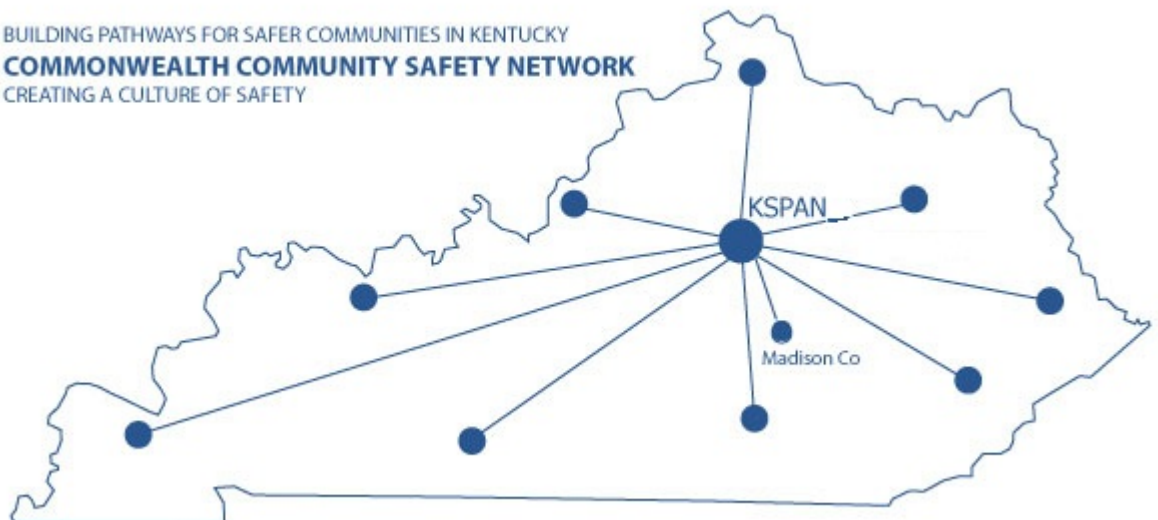 BUILDING PATHWAYS FOR SAFER COMMUNITIES IN KENTUCKY
COMMONWEALTH COMMUNITY SAFETY NETWORK
CREATING A CULTURE OF SAFETY
KSPAN
Madison Co